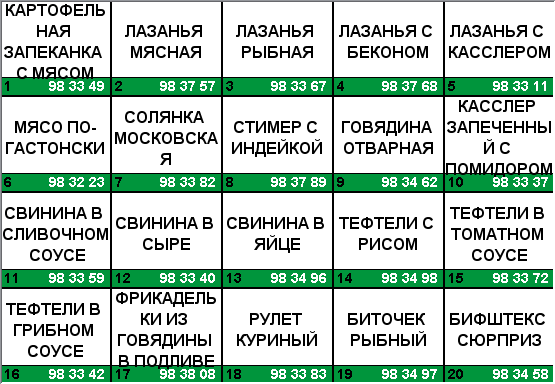 КАРТОФЕЛЬ
НАЯ
ЗАПЕКАНКА
С МЯСОМ
1 98 33 49
ЛАЗАНЬЯ
МЯСНАЯ
2 98 37 57
ЛАЗАНЬЯ
РЫБНАЯ
3 98 33 67
ЛАЗАНЬЯ С
БЕКОНОМ
4 98 37 68
ЛАЗАНЬЯ С
КАССЛЕРОМ
5 98 33 11
МЯСО ПО-
ГАСТОНСКИ
6 98 32 23
СОЛЯНКА
МОСКОВСКА
Я
7 98 33 82
СТИМЕР С
ИНДЕЙКОЙ
8 98 37 89
ГОВЯДИНА
ОТВАРНАЯ
9 98 34 62
КАССЛЕР
ЗАПЕЧЕННЫ
Й С
ПОМИДОРОМ
10 98 33 37
СВИНИНА В
СЛИВОЧНОМ
СОУСЕ
11 98 33 59
СВИНИНА В
СЫРЕ
12 98 33 40
СВИНИНА В
ЯЙЦЕ
13 98 34 96
ТЕФТЕЛИ С
РИСОМ
14 98 34 98
ТЕФТЕЛИ В
ТОМАТНОМ
СОУСЕ
15 98 33 72
ТЕФТЕЛИ В
ГРИБНОМ
СОУСЕ
16 98 33 42
ФРИКАДЕЛЬ
КИ ИЗ
ГОВЯДИНЫ
В ПОДЛИВЕ
17 98 38 08
РУЛЕТ
КУРИНЫЙ
18 98 33 83
БИТОЧЕК
РЫБНЫЙ
19 98 34 97
БИФШТЕКС
СЮРПРИЗ
20 98 34 58